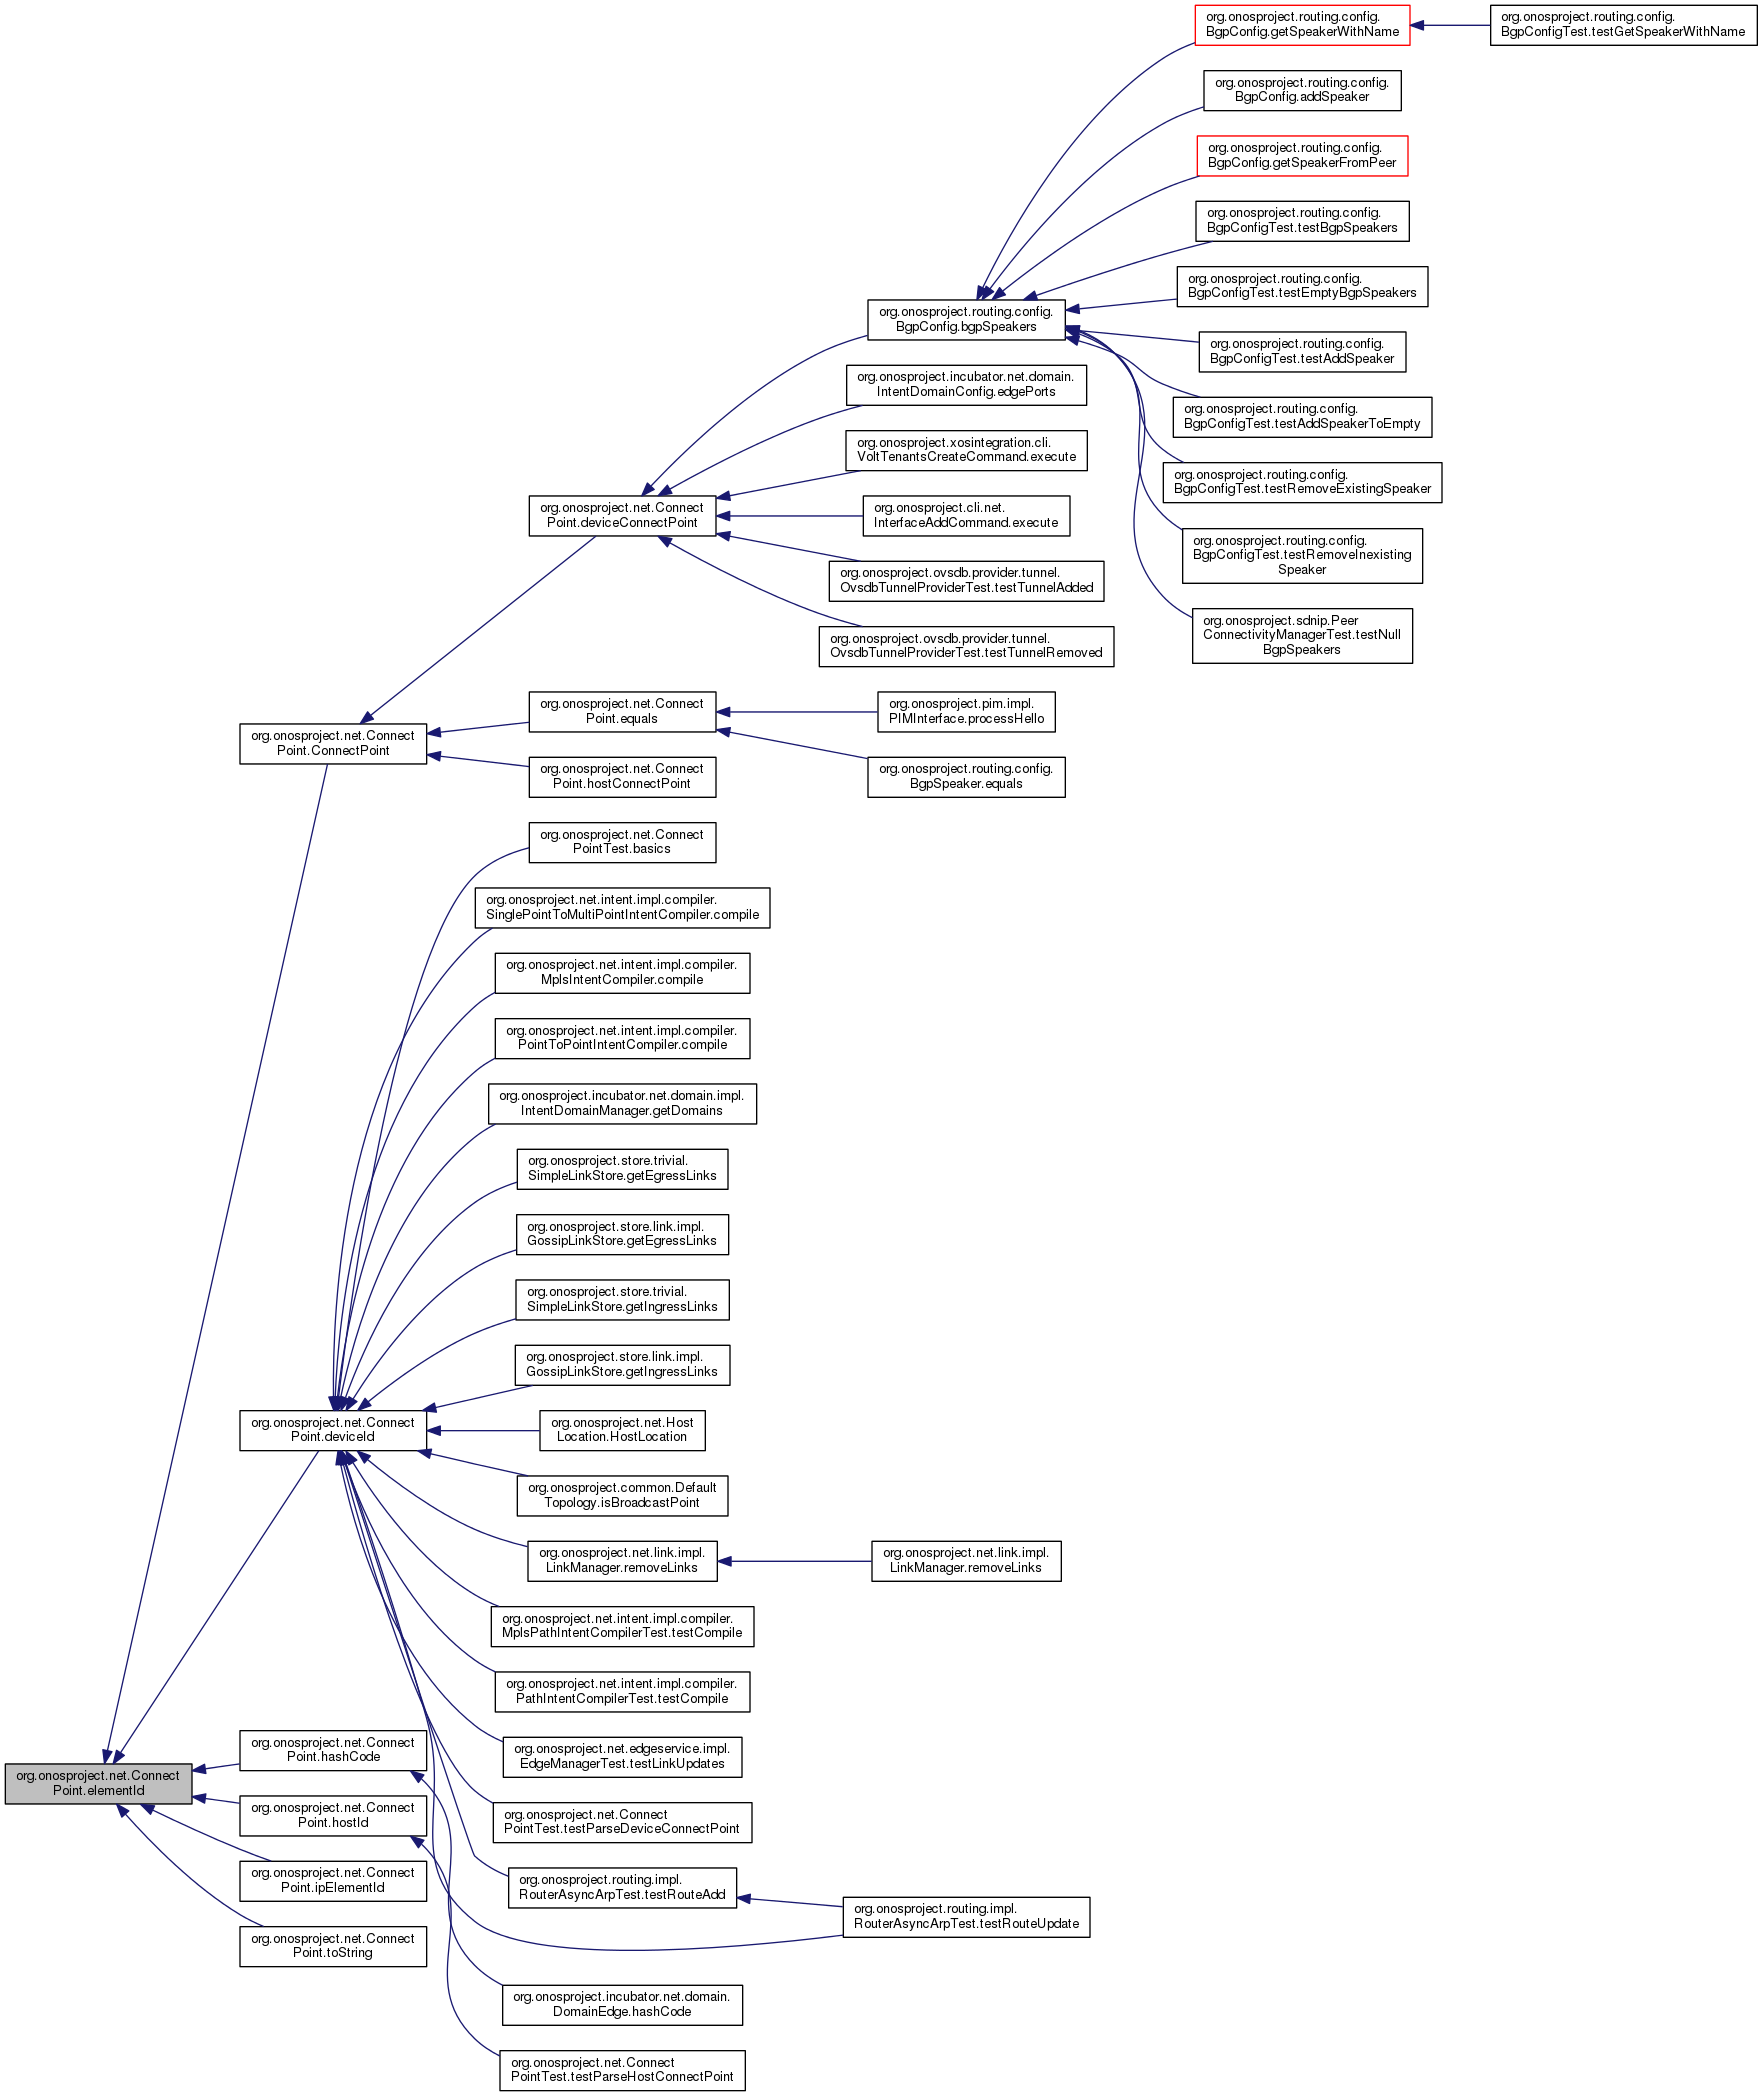 org.onosproject.routing.config.
BgpConfig.getSpeakerWithName
org.onosproject.routing.config.
BgpConfigTest.testGetSpeakerWithName
org.onosproject.routing.config.
BgpConfig.addSpeaker
org.onosproject.routing.config.
BgpConfig.getSpeakerFromPeer
org.onosproject.routing.config.
BgpConfigTest.testBgpSpeakers
org.onosproject.routing.config.
BgpConfigTest.testEmptyBgpSpeakers
org.onosproject.routing.config.
BgpConfig.bgpSpeakers
org.onosproject.routing.config.
BgpConfigTest.testAddSpeaker
org.onosproject.incubator.net.domain.
IntentDomainConfig.edgePorts
org.onosproject.routing.config.
BgpConfigTest.testAddSpeakerToEmpty
org.onosproject.xosintegration.cli.
VoltTenantsCreateCommand.execute
org.onosproject.routing.config.
BgpConfigTest.testRemoveExistingSpeaker
org.onosproject.net.Connect
Point.deviceConnectPoint
org.onosproject.cli.net.
InterfaceAddCommand.execute
org.onosproject.routing.config.
BgpConfigTest.testRemoveInexisting
Speaker
org.onosproject.ovsdb.provider.tunnel.
OvsdbTunnelProviderTest.testTunnelAdded
org.onosproject.sdnip.Peer
ConnectivityManagerTest.testNull
BgpSpeakers
org.onosproject.ovsdb.provider.tunnel.
OvsdbTunnelProviderTest.testTunnelRemoved
org.onosproject.net.Connect
Point.equals
org.onosproject.pim.impl.
PIMInterface.processHello
org.onosproject.net.Connect
Point.ConnectPoint
org.onosproject.net.Connect
Point.hostConnectPoint
org.onosproject.routing.config.
BgpSpeaker.equals
org.onosproject.net.Connect
PointTest.basics
org.onosproject.net.intent.impl.compiler.
SinglePointToMultiPointIntentCompiler.compile
org.onosproject.net.intent.impl.compiler.
MplsIntentCompiler.compile
org.onosproject.net.intent.impl.compiler.
PointToPointIntentCompiler.compile
org.onosproject.incubator.net.domain.impl.
IntentDomainManager.getDomains
org.onosproject.store.trivial.
SimpleLinkStore.getEgressLinks
org.onosproject.store.link.impl.
GossipLinkStore.getEgressLinks
org.onosproject.store.trivial.
SimpleLinkStore.getIngressLinks
org.onosproject.store.link.impl.
GossipLinkStore.getIngressLinks
org.onosproject.net.Connect
Point.deviceId
org.onosproject.net.Host
Location.HostLocation
org.onosproject.common.Default
Topology.isBroadcastPoint
org.onosproject.net.link.impl.
LinkManager.removeLinks
org.onosproject.net.link.impl.
LinkManager.removeLinks
org.onosproject.net.intent.impl.compiler.
MplsPathIntentCompilerTest.testCompile
org.onosproject.net.intent.impl.compiler.
PathIntentCompilerTest.testCompile
org.onosproject.net.edgeservice.impl.
EdgeManagerTest.testLinkUpdates
org.onosproject.net.Connect
Point.hashCode
org.onosproject.net.Connect
Point.elementId
org.onosproject.net.Connect
Point.hostId
org.onosproject.net.Connect
PointTest.testParseDeviceConnectPoint
org.onosproject.net.Connect
Point.ipElementId
org.onosproject.routing.impl.
RouterAsyncArpTest.testRouteAdd
org.onosproject.routing.impl.
RouterAsyncArpTest.testRouteUpdate
org.onosproject.net.Connect
Point.toString
org.onosproject.incubator.net.domain.
DomainEdge.hashCode
org.onosproject.net.Connect
PointTest.testParseHostConnectPoint